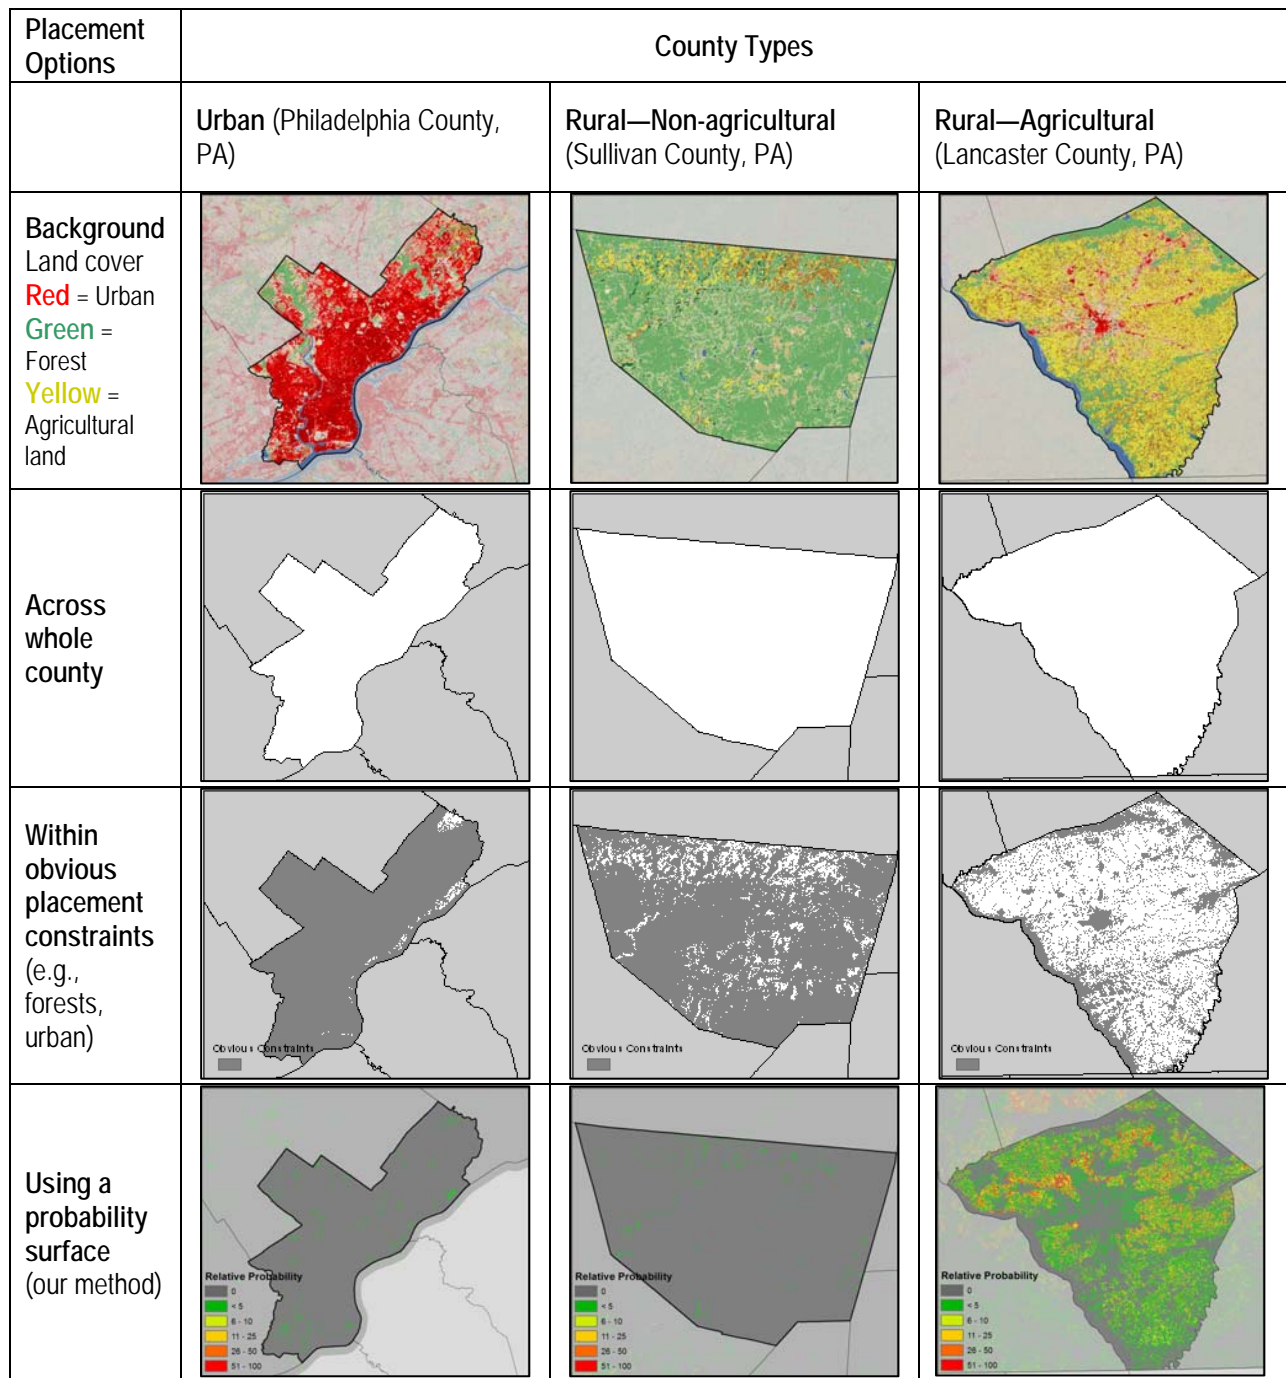 Placement
Options
County Types
Urban (Philadelphia County,
PA)
Rural—Non-agricultural
(Sullivan County, PA)
Rural—Agricultural
(Lancaster County, PA)
Background
Land cover
Red = Urban
Green =
Forest
Yellow =
Agricultural
land
Across
whole
county
Within
obvious
placement
constraints
(e.g.,
forests,
urban)
Obvious Constraints
Obvious Constraints
Obvious Constraints
Using a
probability
surface
(our method)
Relative Probability
0
< 5
6 - 10
11 - 25
26 - 50
51 - 100
Relative Probability
0
< 5
6 - 10
11 - 25
26 - 50
51 - 100
Relative Probability
0
< 5
6 - 10
11 - 25
26 - 50
51 - 100